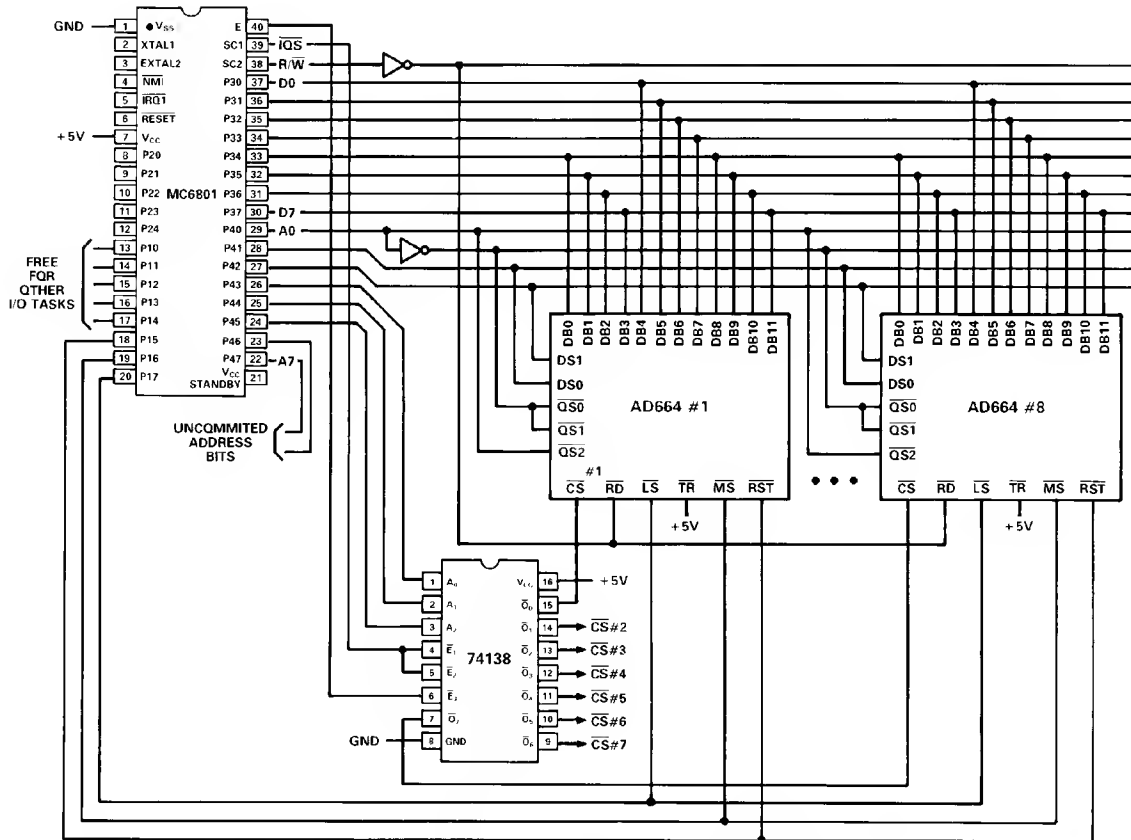 GND
1
VSS
E
40
2
XTAL1
SC1
39
IQS
3
EXTAL2
SC2
38
R/W
4
NMI
P30
37
D0
5
IRQ1
P31
36
6
RESET
P32
35
+5V
7
VCC
P33
34
8
P20
P34
33
9
P21
P35
32
10
P22
MC6801
P36
31
11
P23
P37
30
D7
12
P24
P40
29
A0
13
P10
P41
28
14
P11
P42
27
15
P12
P43
26
16
P13
P44
25
17
P14
P45
24
18
P15
P46
23
19
P16
P47
22
A7
20
P17
VCC
STANDBY
21
FREE
FQR
QTHER
I/O TASKS
UNCQMMITED
ADDRESS
BITS
DB0
DB1
DB2
DB3
DB4
DB5
DB6
DB7
DB8
DB9
DB10
DB11
DS1
DS0
QS0
QS1
QS2
AD664 #1
#1
CS
RD
LS
TR
MS
RST
+5V
DB0
DB1
DB2
DB3
DB4
DB5
DB6
DB7
DB8
DB9
DB10
DB11
DS1
DS0
QS0
QS1
QS2
AD664 #8
CS
RD
LS
TR
MS
RST
+5V
1
A0
VCC
16
+5V
2
A1
O0
15
3
A2
O1
14
CS#2
4
E1
74138
O2
13
CS#3
5
E2
O3
12
CS#4
6
E3
O4
11
CS#5
7
O7
O5
10
CS#6
GND
8
GND
O6
9
CS#7